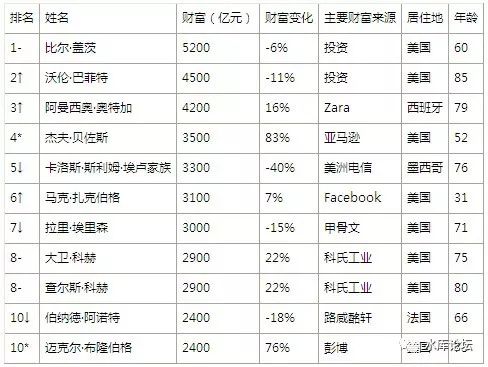 排名 姓名 财富（亿元） 财富变化 主要财富来源 居住地 年龄
1- 比尔·盖茨 5200 -6% 投资 美国 60
2↑ 沃伦·巴菲特 4500 -11% 投资 美国 85
3↑ 阿曼西奥·奥特加 4200 16% Zara 西班牙 79
4* 杰夫·贝佐斯 3500 83% 亚马逊 美国 52
5↓ 卡洛斯·斯利姆·埃卢家族 3300 -40% 美洲电信 墨西哥 76
6↑ 马克·扎克伯格 3100 7% Facebook 美国 31
7↓ 拉里·埃里森 3000 -15% 甲骨文 美国 71
8- 大卫·科赫 2900 22% 科氏工业 美国 75
8- 查尔斯·科赫 2900 22% 科氏工业 美国 80
10↓ 伯纳德·阿诺特 2400 -18% 路威酩轩 法国 66
10* 迈克尔·布隆伯格 2400 76% 彭博
水库论坛